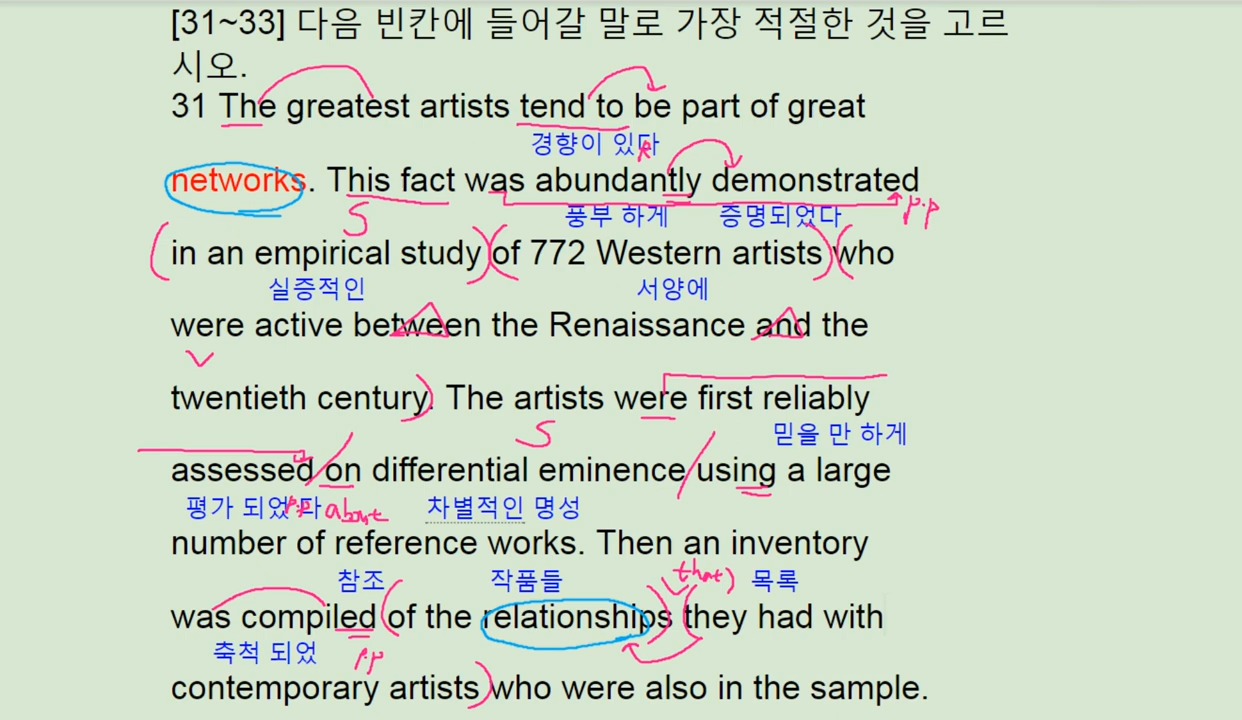 [31~33] 다음 빈칸에 들어갈 말로 가장 적절한 것을 고르
시오.
31 The greatest artists tend to be part of great
경향이 있다
networks. This fact was abundantly demonstrated
S 풍부 하게 증명되었다 p.p
in an empirical study of 772 Western artists who
실증적인 서양에
were active between the Renaissance and the
V
twentieth century. The artists were first reliably
S 믿을 만 하게
assessed on differential eminence using a large
평가 되었다 p.p about 차별적인 명성
number of reference works. Then an inventory
참조 작품들 that) 목록
was compiled of the relationships they had with
축척 되었 p.p
contemporary artists who were also in the sample.